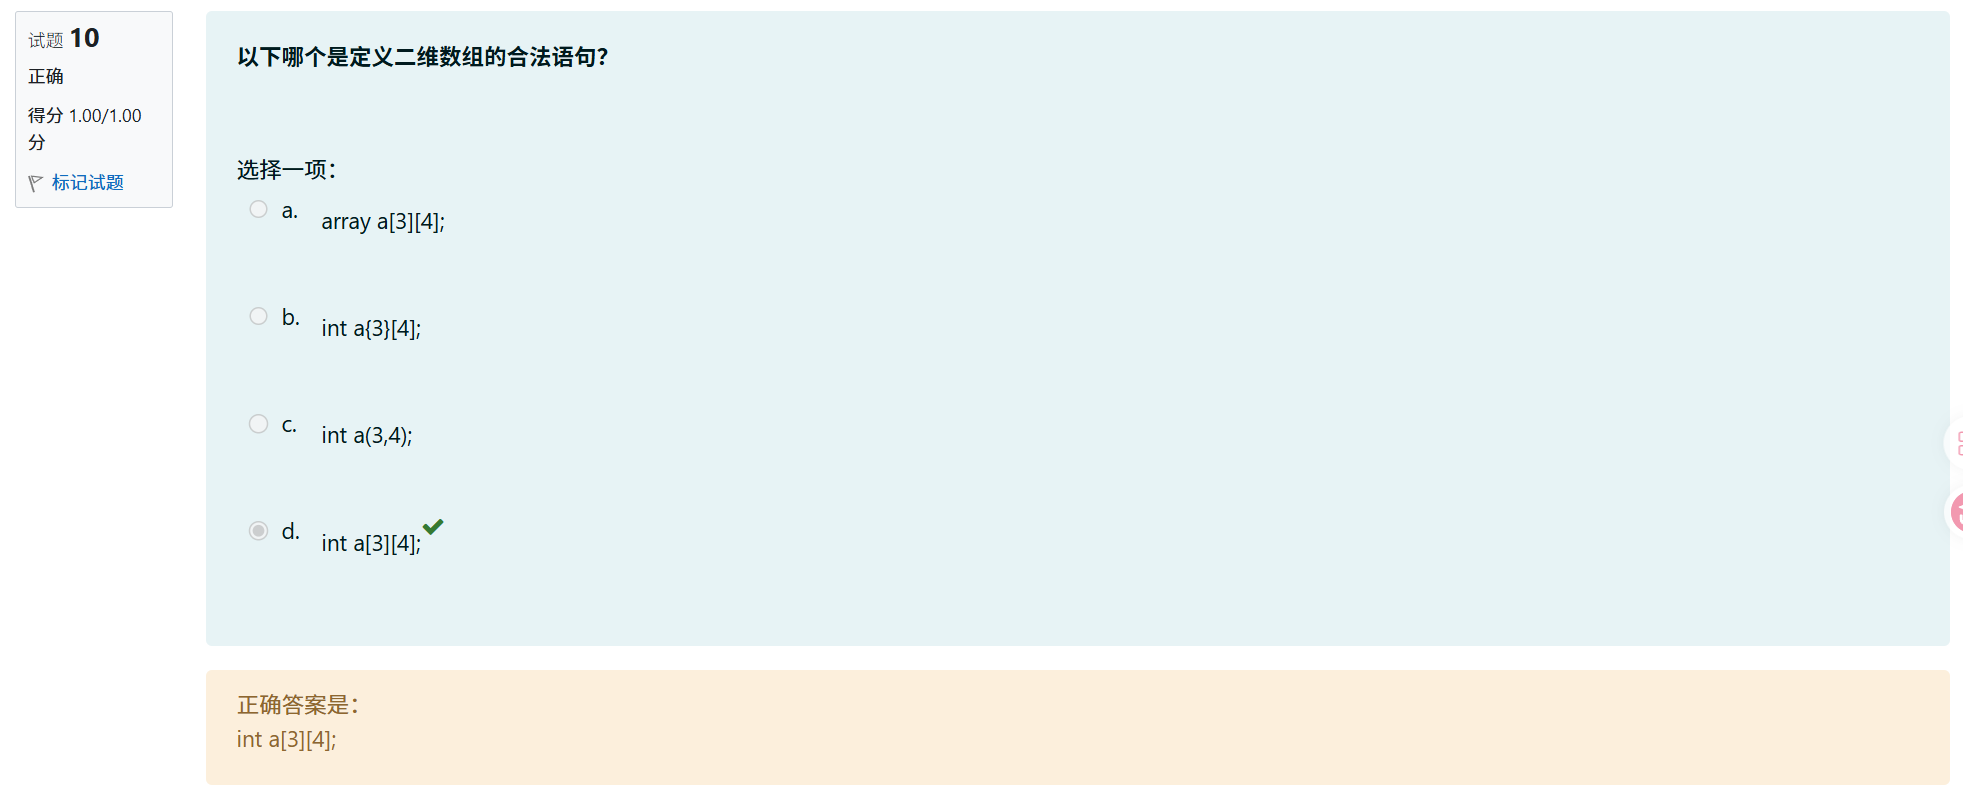 试题 10
正确
得分 1.00/1.00
分
标记试题
以下哪个是定义二维数组的合法语句？
选择一项：
a. array a[3][4];
b. int a{3}[4];
c. int a(3,4);
d. int a[3][4];
正确答案是：
int a[3][4];